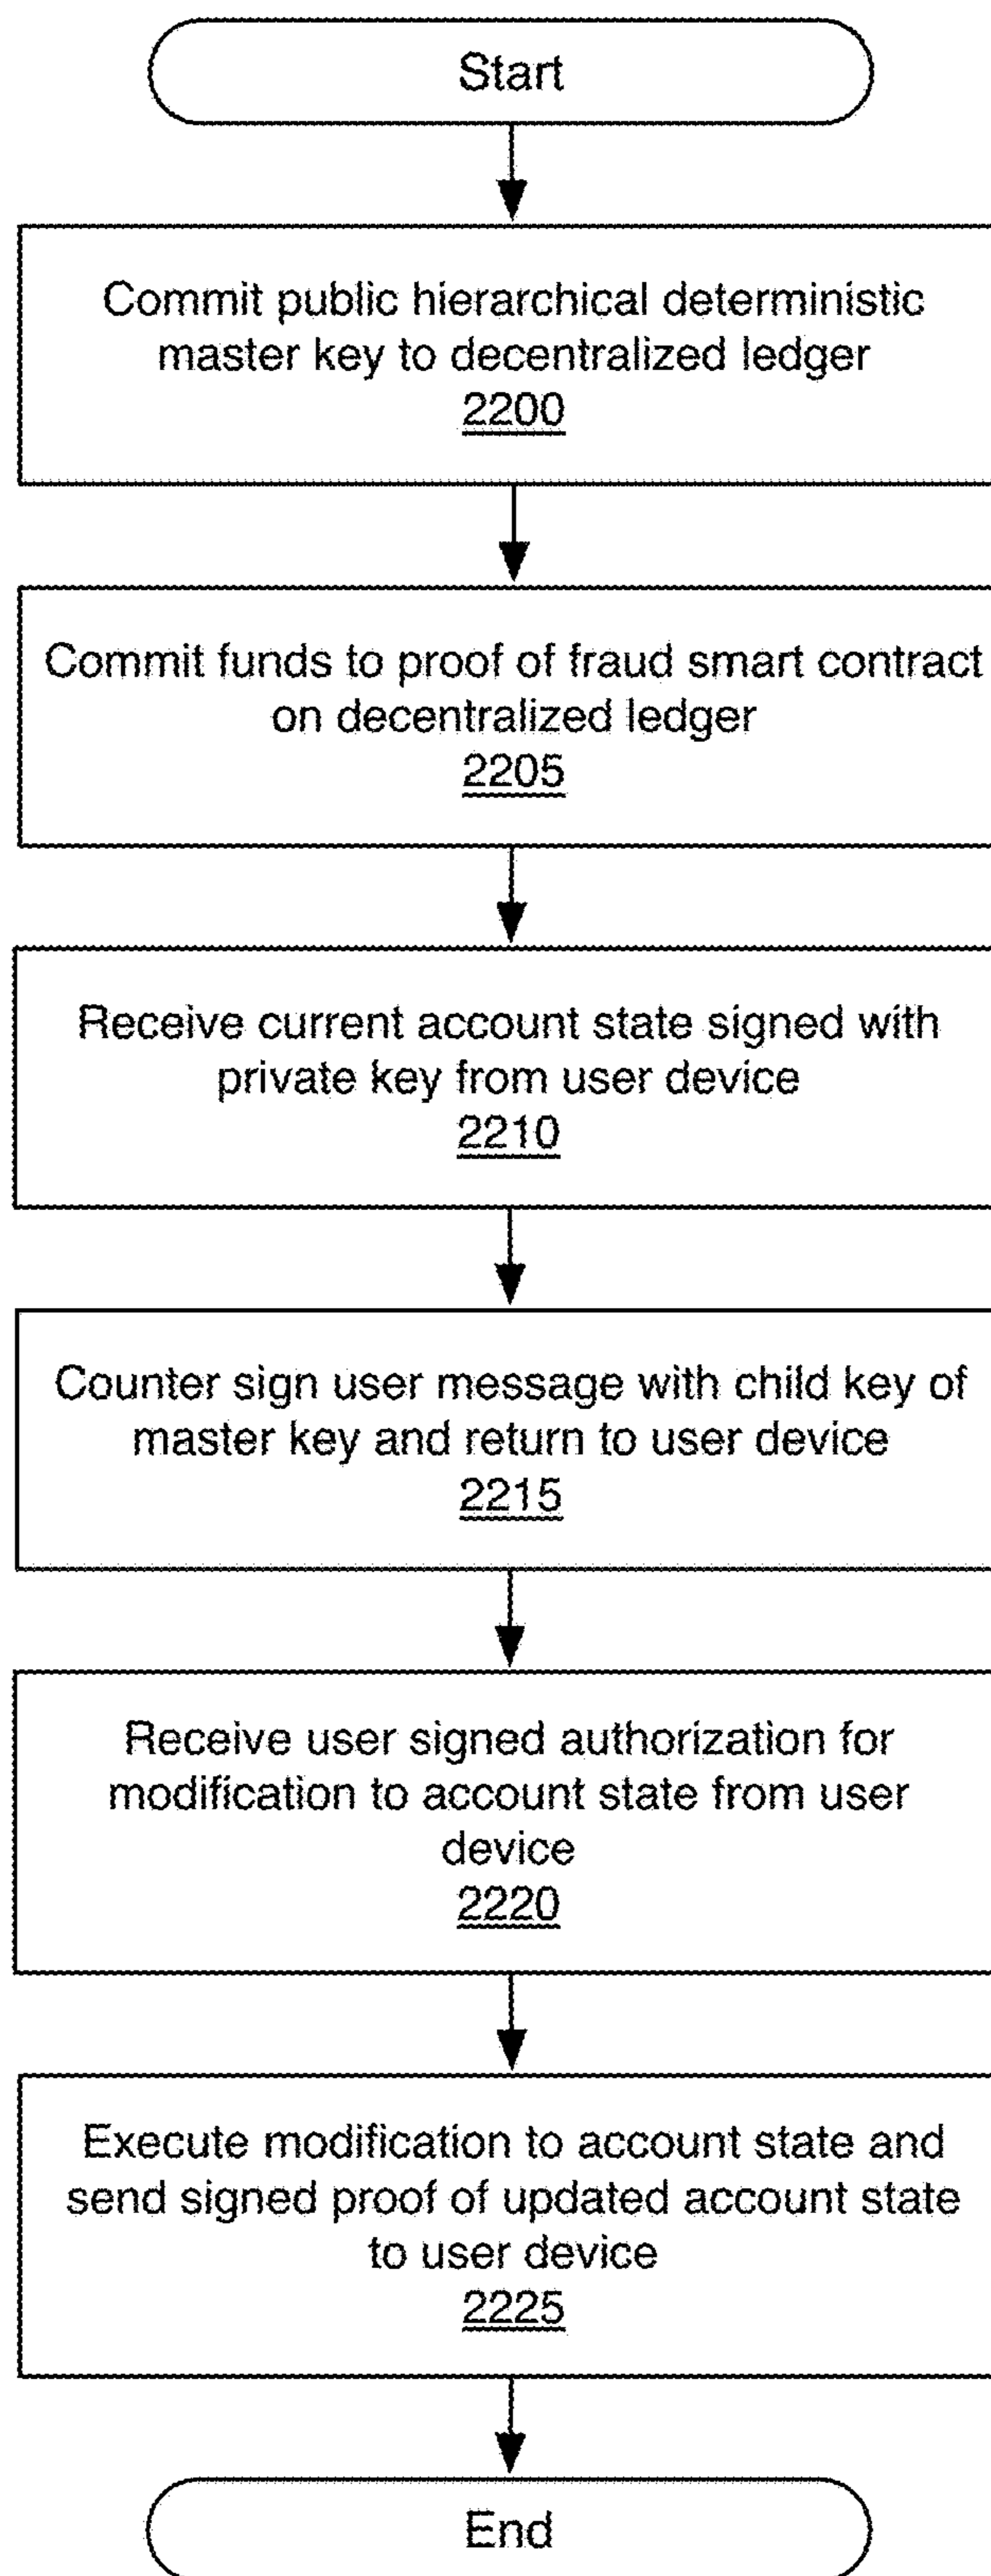 Start
Commit public hierarchical deterministic
master key to decentralized ledger
2200
Commit funds to proof of fraud smart contract
on decentralized ledger
2205
Receive current account state signed with
private key from user device
2210
Counter sign user message with child key of
master key and return to user device
2215
Receive user signed authorization for
modification to account state from user
device
2220
Execute modification to account state and
send signed proof of updated account state
to user device
2225
End